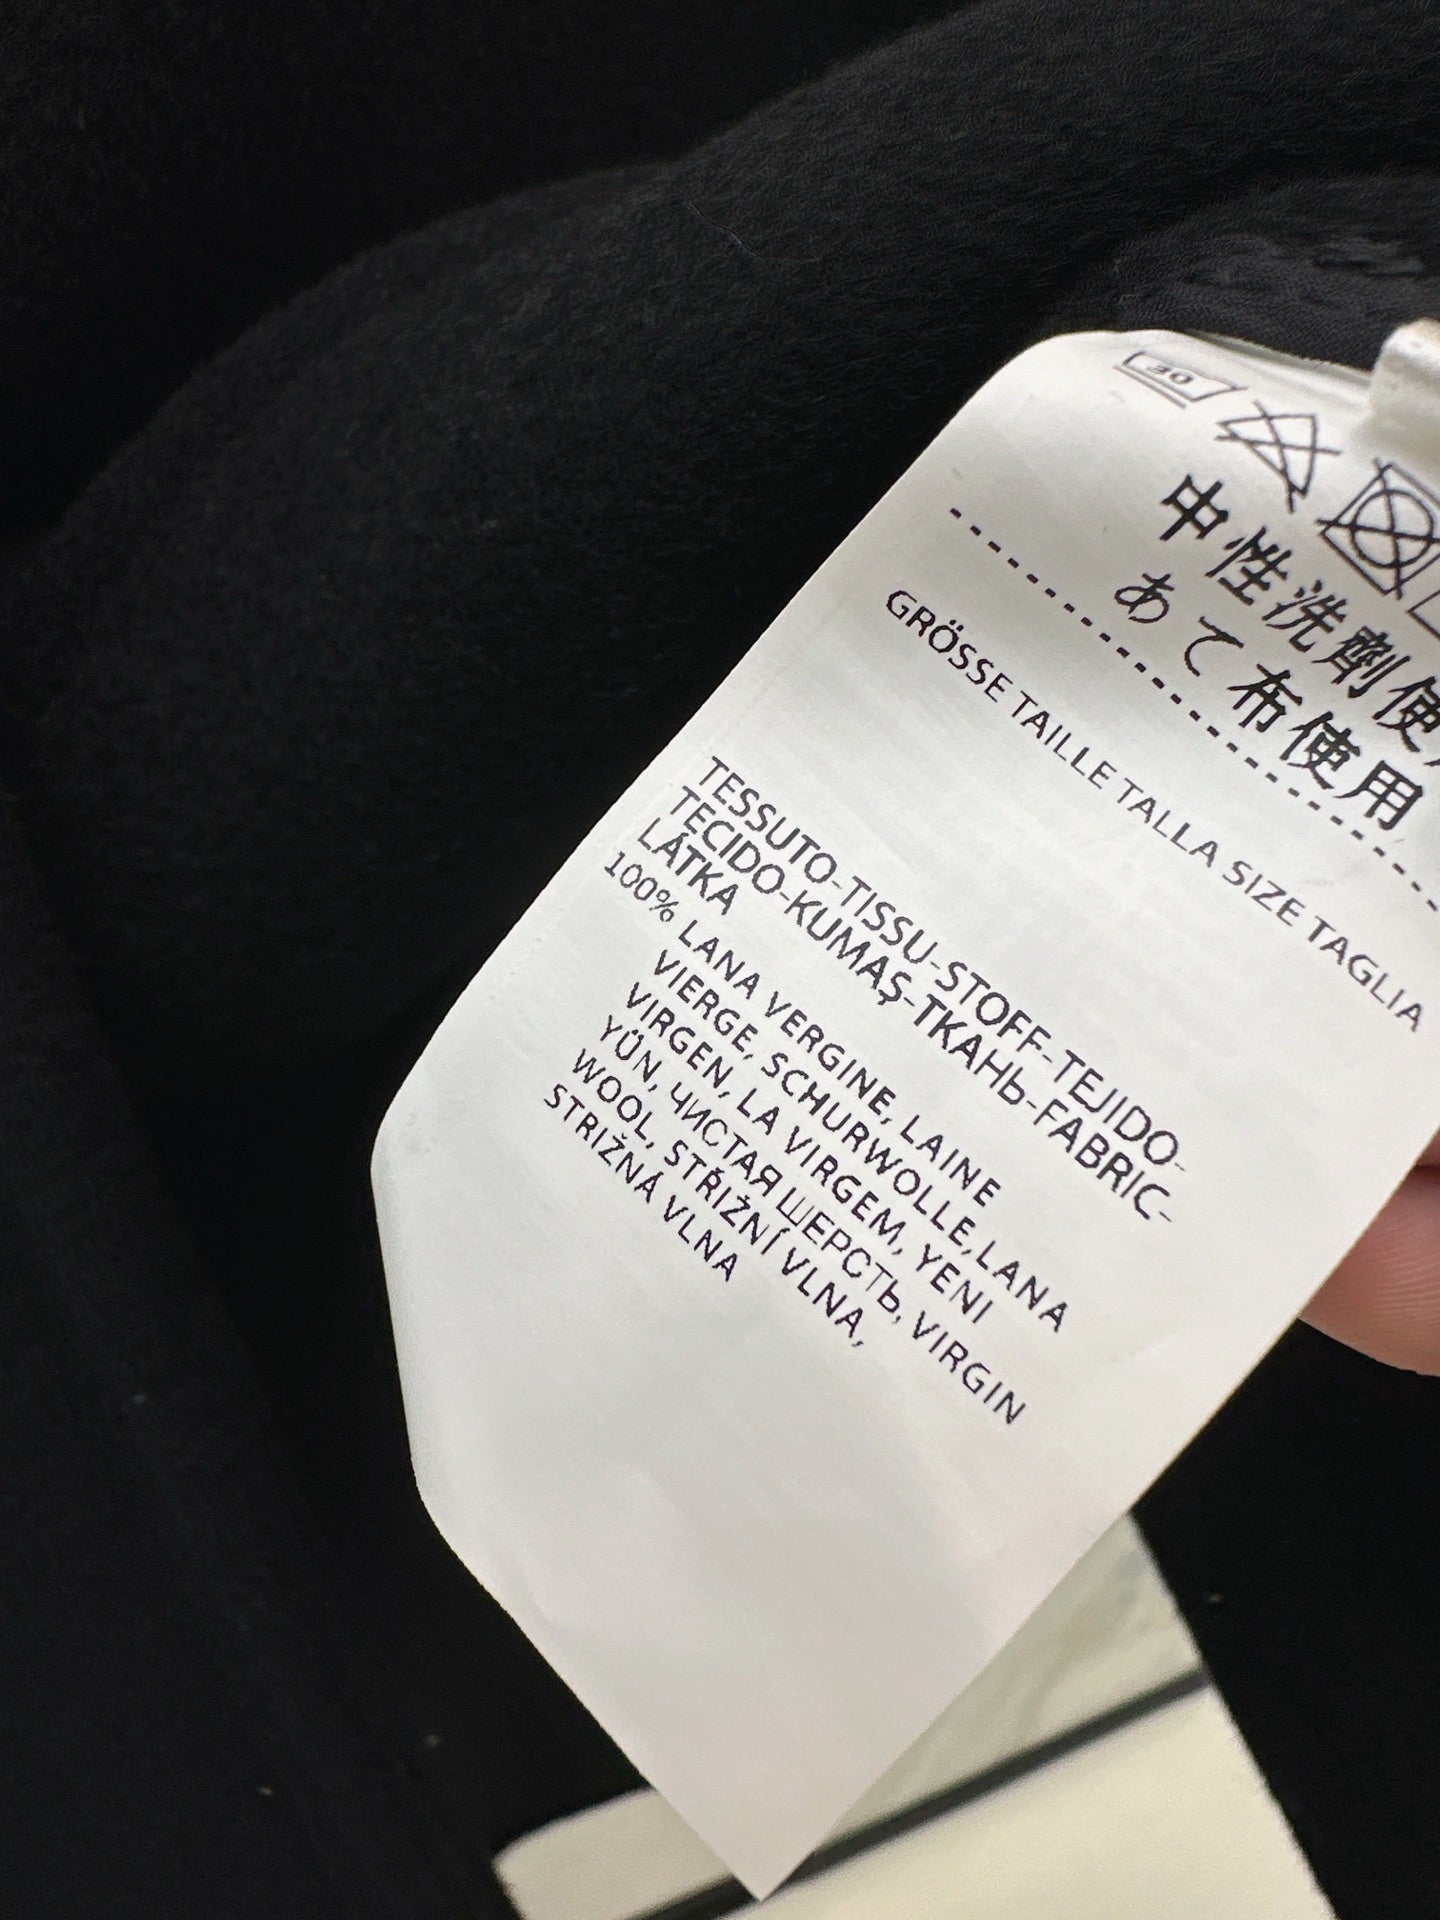 30
中性洗剤使
あて布使用
GRÖSSE TAILLE TALLA SIZE TAGLIA
TESSUTO-TISSU-STOFF-TEJIDO-
TECIDO-KUMAŞ-ТКАНЬ-FABRIC-
LÁTKA
100% LANA VERGINE, LAINE
VIERGE, SCHURWOLLE, LANA
VIRGEN, LA VIRGEM, YENI
YÜN, ЧИСТАЯ ШЕРСТЬ, VIRGIN
WOOL, STŘIŽNÍ VLNA,
STRIŽNÁ VLNA